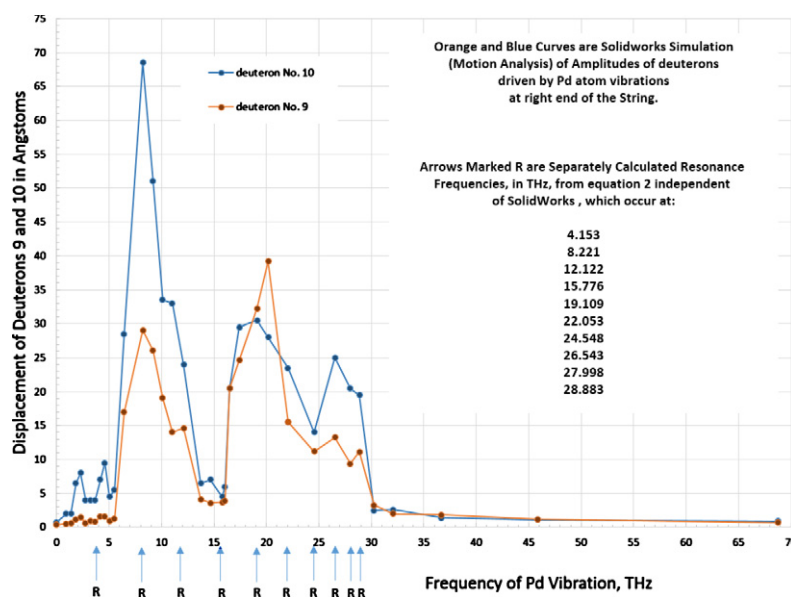 75
70
65
60
55
50
45
40
35
30
25
20
15
10
5
0
Displacement of Deuterons 9 and 10 in Angstoms
deuteron No. 10
deuteron No. 9
Orange and Blue Curves are Solidworks Simulation
(Motion Analysis) of Amplitudes of deuterons
driven by Pd atom vibrations
at right end of the String.
Arrows Marked R are Separately Calculated Resonance
Frequencies, in THz, from equation 2 independent
of SolidWorks , which occur at:
4.153
8.221
12.122
15.776
19.109
22.053
24.548
26.543
27.998
28.883
0 5 10 15 20 25 30 35 40 45 50 55 60 65 70
R R R R R R R R R R
Frequency of Pd Vibration, THz